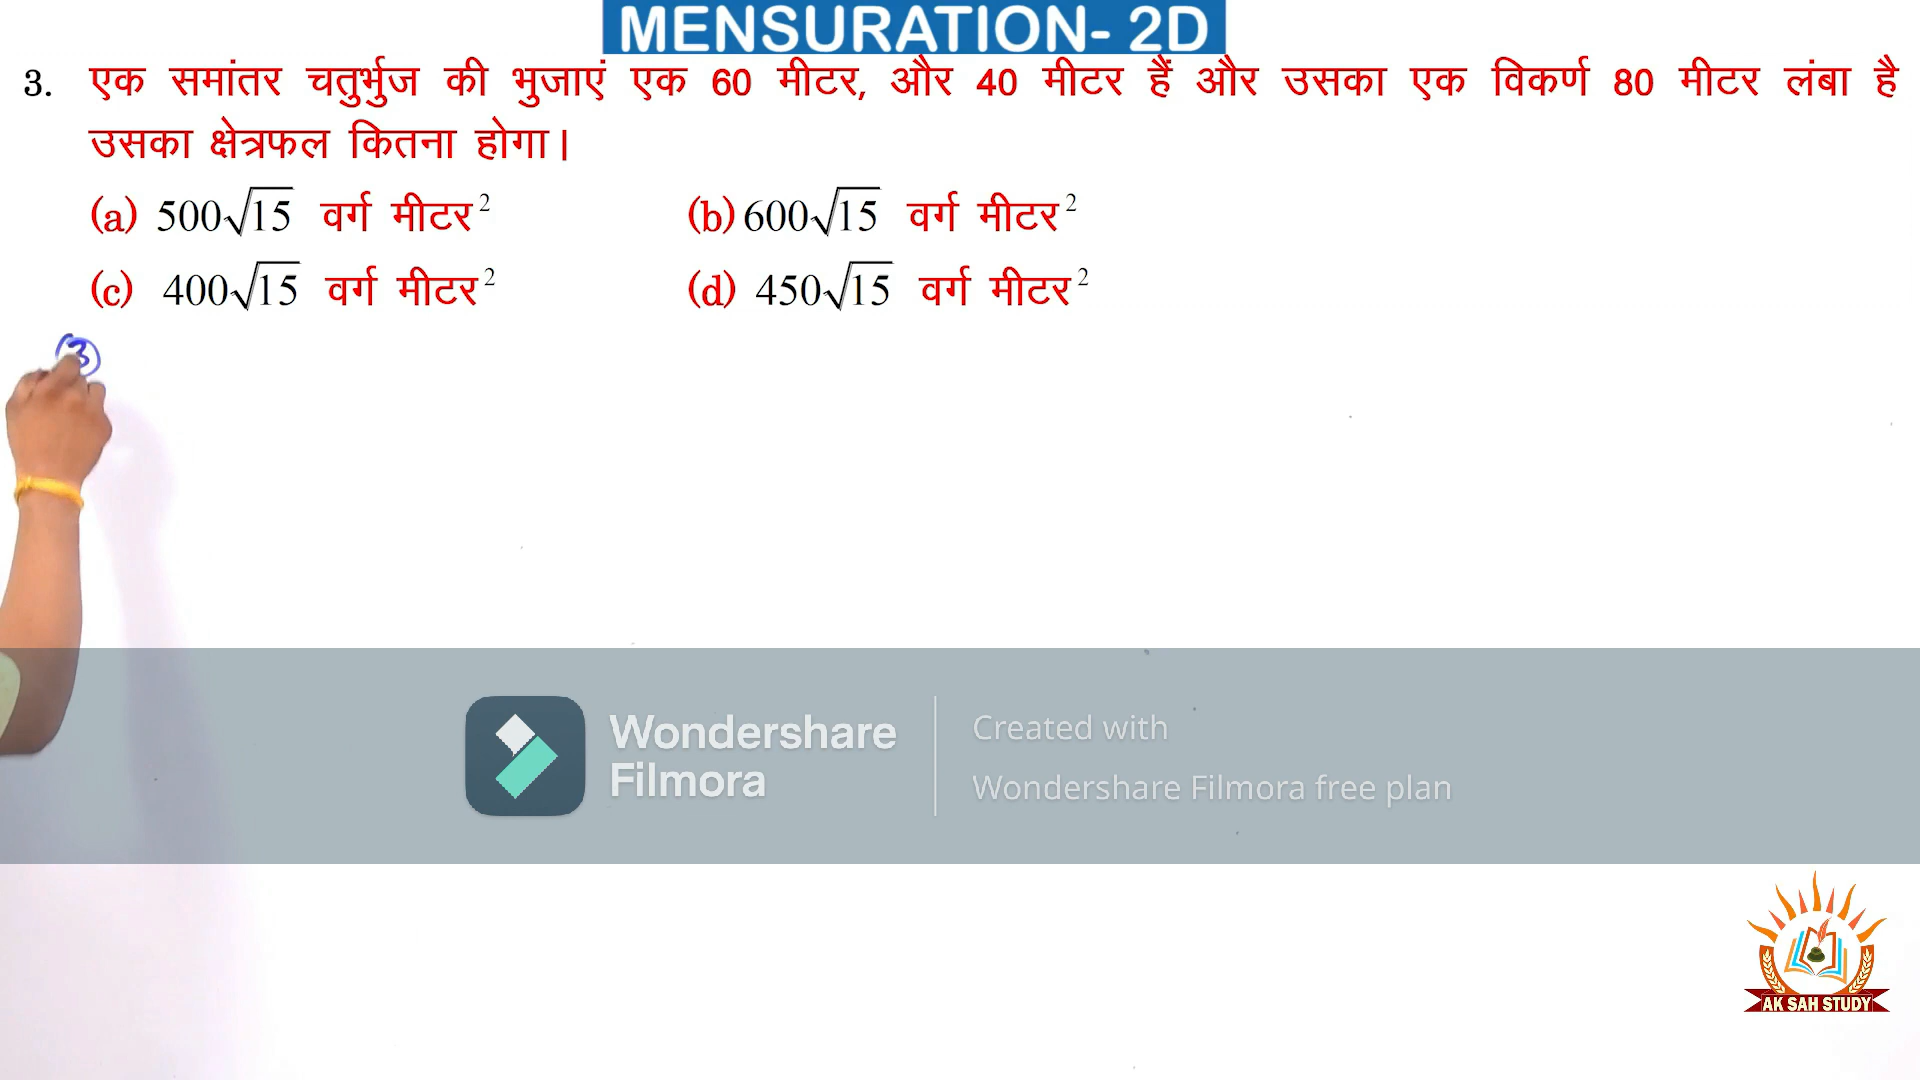 MENSURATION- 2D
3. एक समांतर चतुर्भुज की भुजाएं एक 60 मीटर, और 40 मीटर हैं और उसका एक विकर्ण 80 मीटर लंबा है
उसका क्षेत्रफल कितना होगा।
(a) 500√15 वर्ग मीटर²  (b) 600√15 वर्ग मीटर²
(c) 400√15 वर्ग मीटर²  (d) 450√15 वर्ग मीटर²
3
Wondershare
Filmora
Created with
Wondershare Filmora free plan
AK SAH STUDY